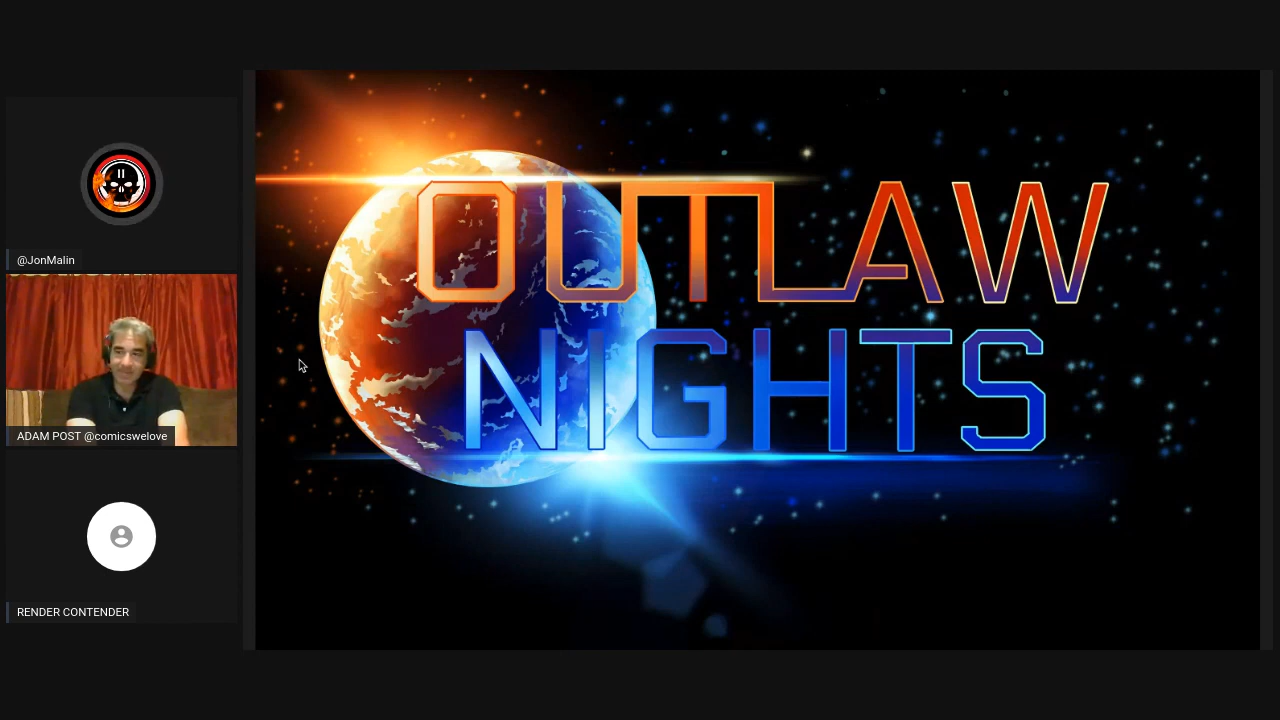 @JonMalin
ADAM POST @comicswelove
RENDER CONTENDER
OUTLAW
NIGHTS